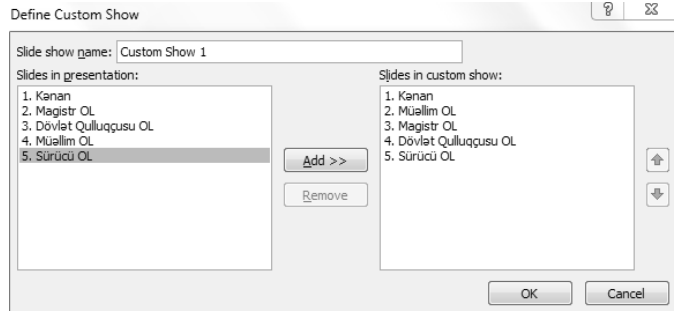 Define Custom Show
Slide show name: Custom Show 1
Slides in presentation:
1. Kənan
2. Magistr OL
3. Dövlət Qulluqçusu OL
4. Müəllim OL
5. Sürücü OL
Add >>
Remove
Slides in custom show:
1. Kənan
2. Müəllim OL
3. Magistr OL
4. Dövlət Qulluqçusu OL
5. Sürücü OL
OK
Cancel